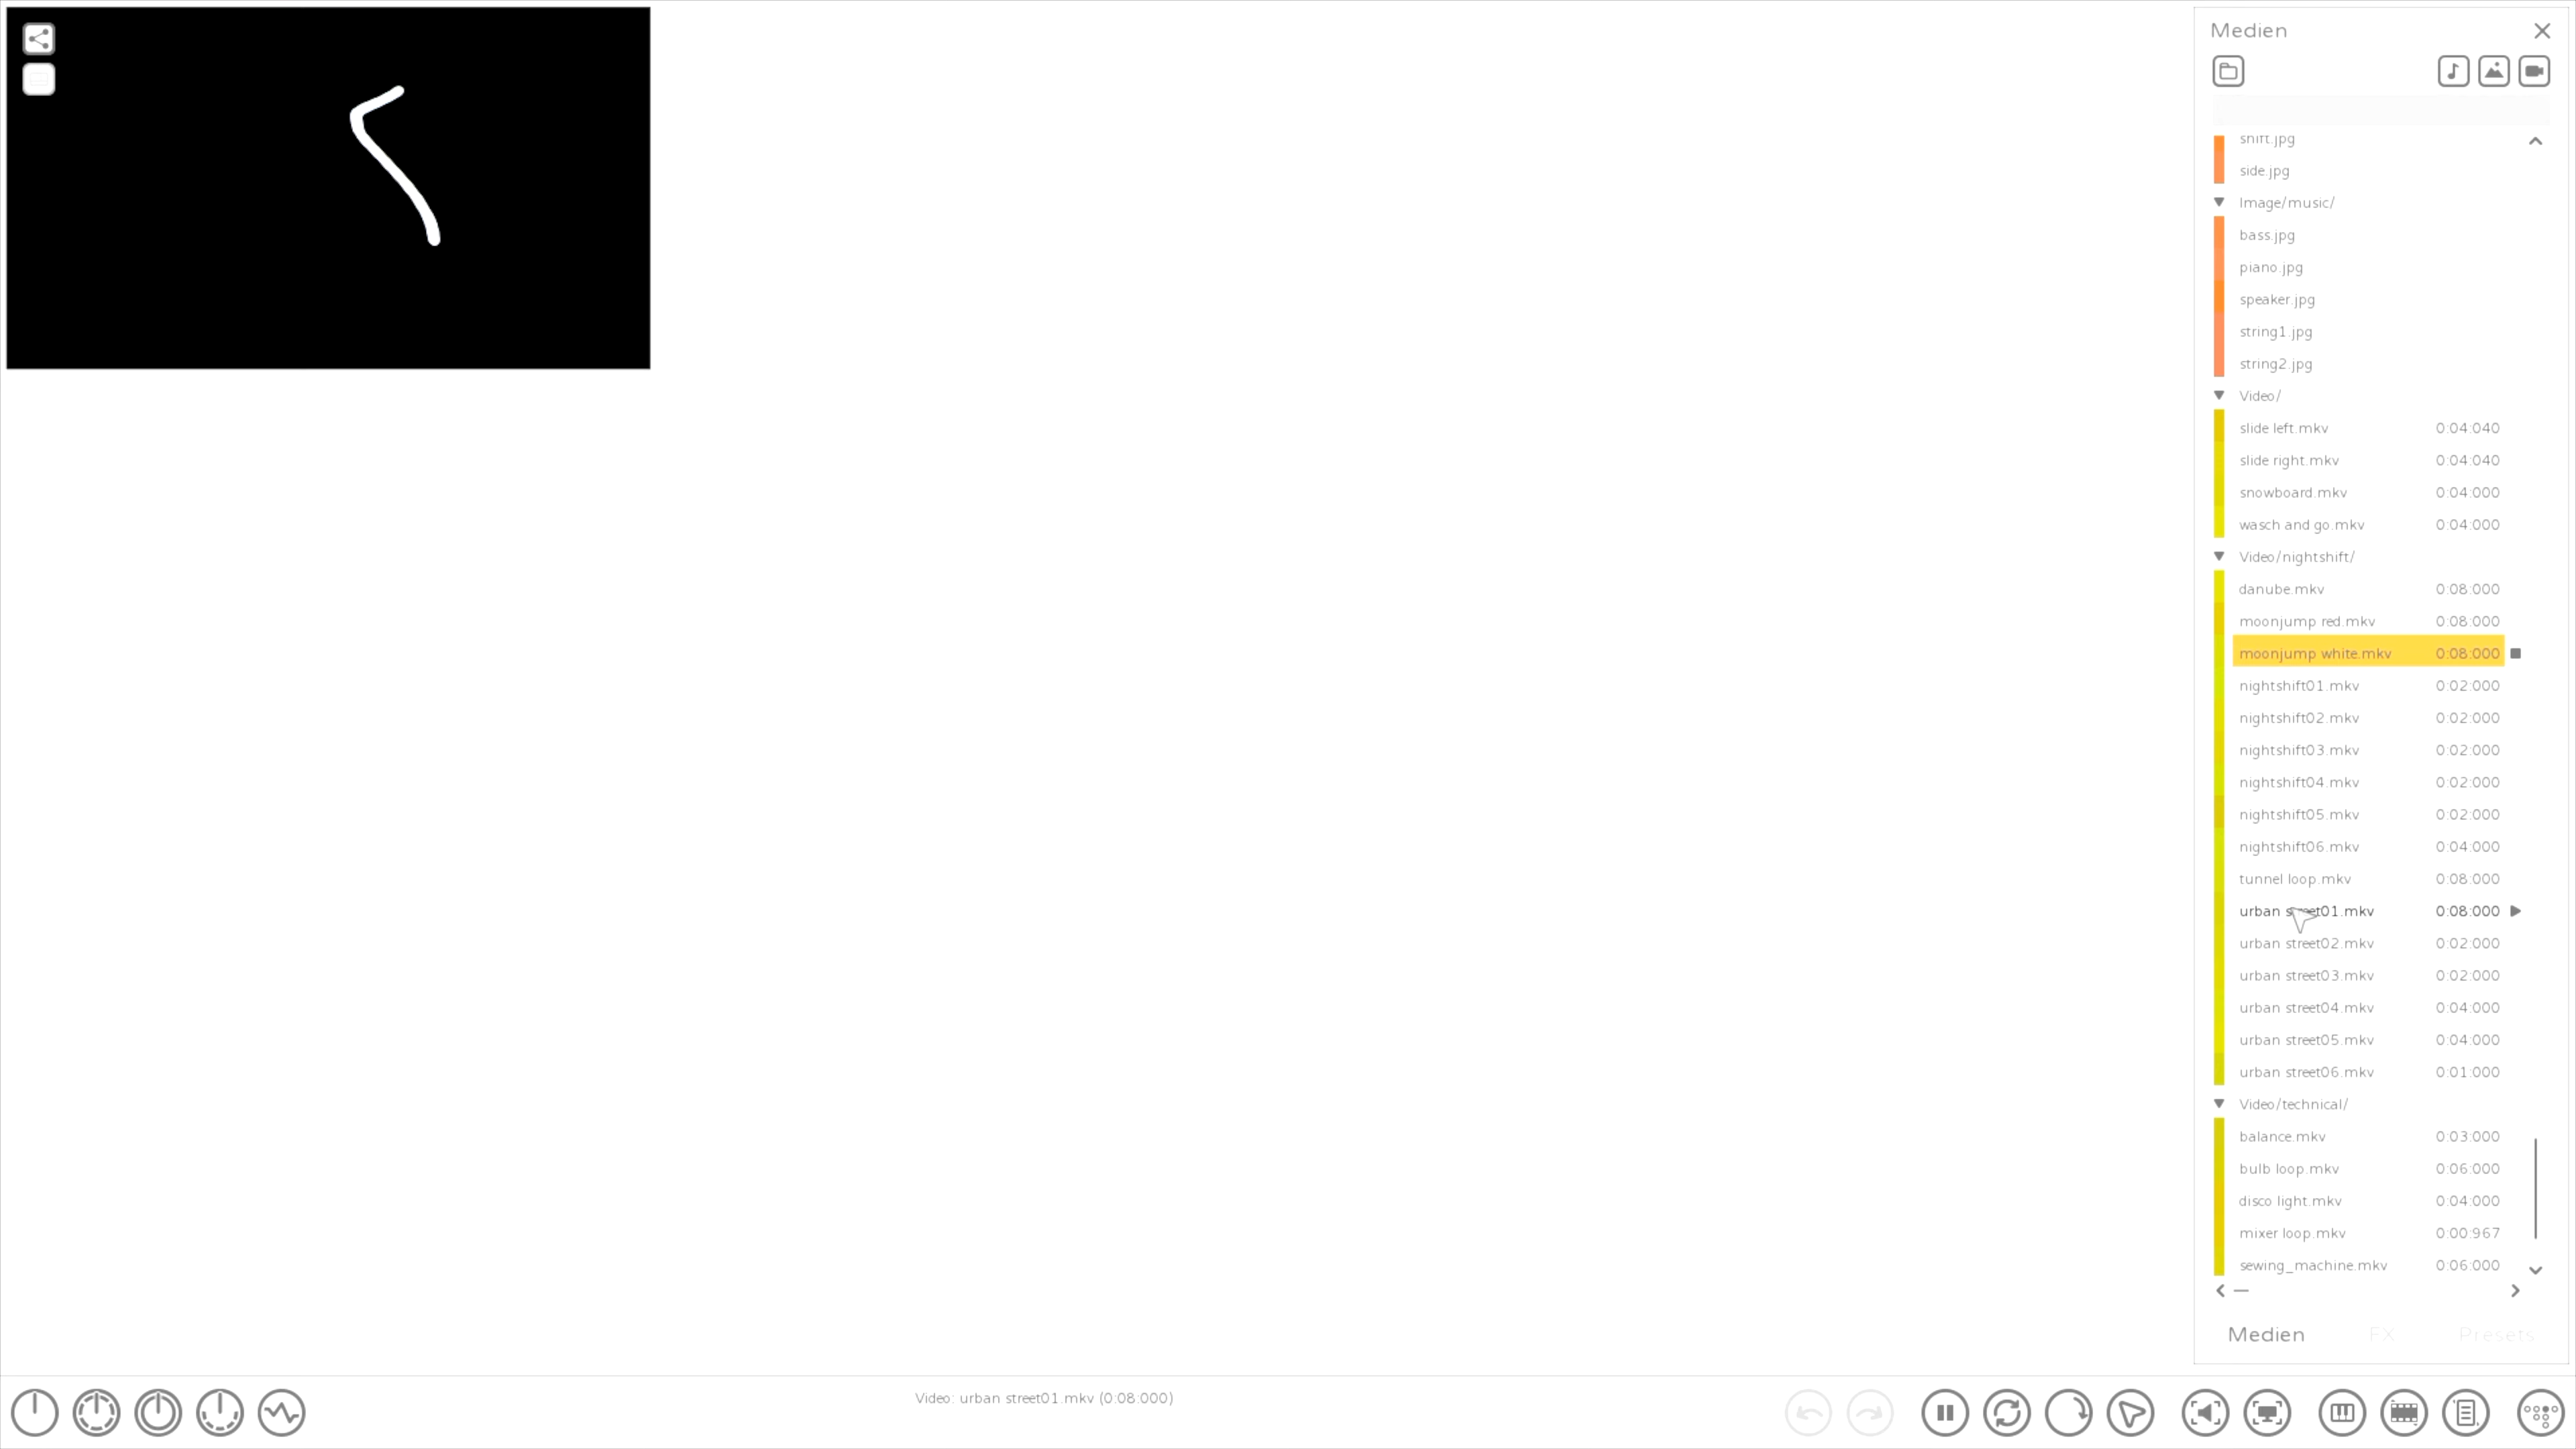 Medien
shift.jpg
side.jpg
Image/music/
bass.jpg
piano.jpg
speaker.jpg
string1.jpg
string2.jpg
Video/
slide left.mkv 0:04:040
slide right.mkv 0:04:040
snowboard.mkv 0:04:000
wasch and go.mkv 0:04:000
Video/nightshift/
danube.mkv 0:08:000
moonjump red.mkv 0:08:000
moonjump white.mkv 0:08:000
nightshift01.mkv 0:02:000
nightshift02.mkv 0:02:000
nightshift03.mkv 0:02:000
nightshift04.mkv 0:02:000
nightshift05.mkv 0:02:000
nightshift06.mkv 0:04:000
tunnel loop.mkv 0:08:000
urban street01.mkv 0:08:000
urban street02.mkv 0:02:000
urban street03.mkv 0:02:000
urban street04.mkv 0:04:000
urban street05.mkv 0:04:000
urban street06.mkv 0:01:000
Video/technical/
balance.mkv 0:03:000
bulb loop.mkv 0:06:000
disco light.mkv 0:04:000
mixer loop.mkv 0:00:967
sewing_machine.mkv 0:06:000
Medien FX Presets
Video: urban street01.mkv (0:08:000)